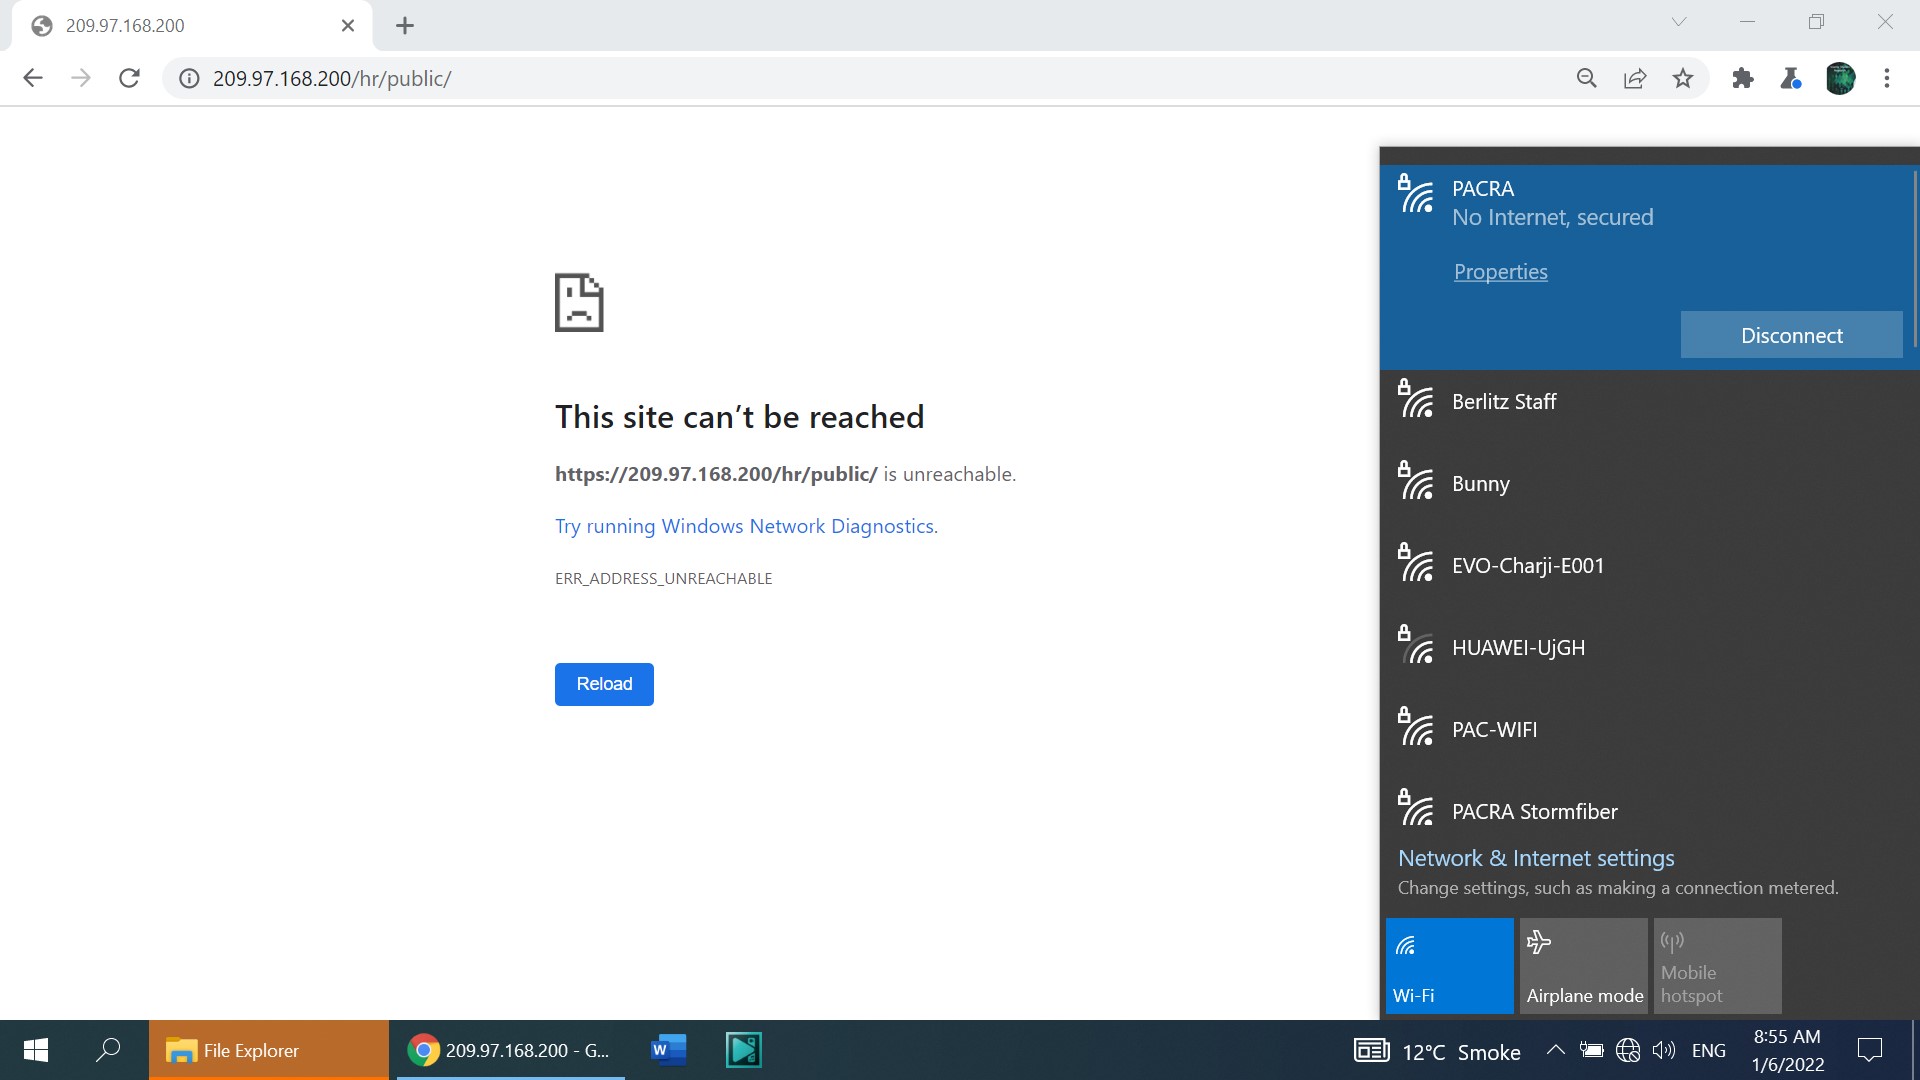 209.97.168.200
209.97.168.200/hr/public/
This site can’t be reached
https://209.97.168.200/hr/public/ is unreachable.
Try running Windows Network Diagnostics.
ERR_ADDRESS_UNREACHABLE
Reload
PACRA
No Internet, secured
Properties
Disconnect
Berlitz Staff
Bunny
EVO-Charji-E001
HUAWEI-UjGH
PAC-WIFI
PACRA Stormfiber
Network & Internet settings
Change settings, such as making a connection metered.
Wi-Fi
Airplane mode
Mobile
hotspot
File Explorer
209.97.168.200 - G...
W
12°C Smoke
ENG
8:55 AM
1/6/2022